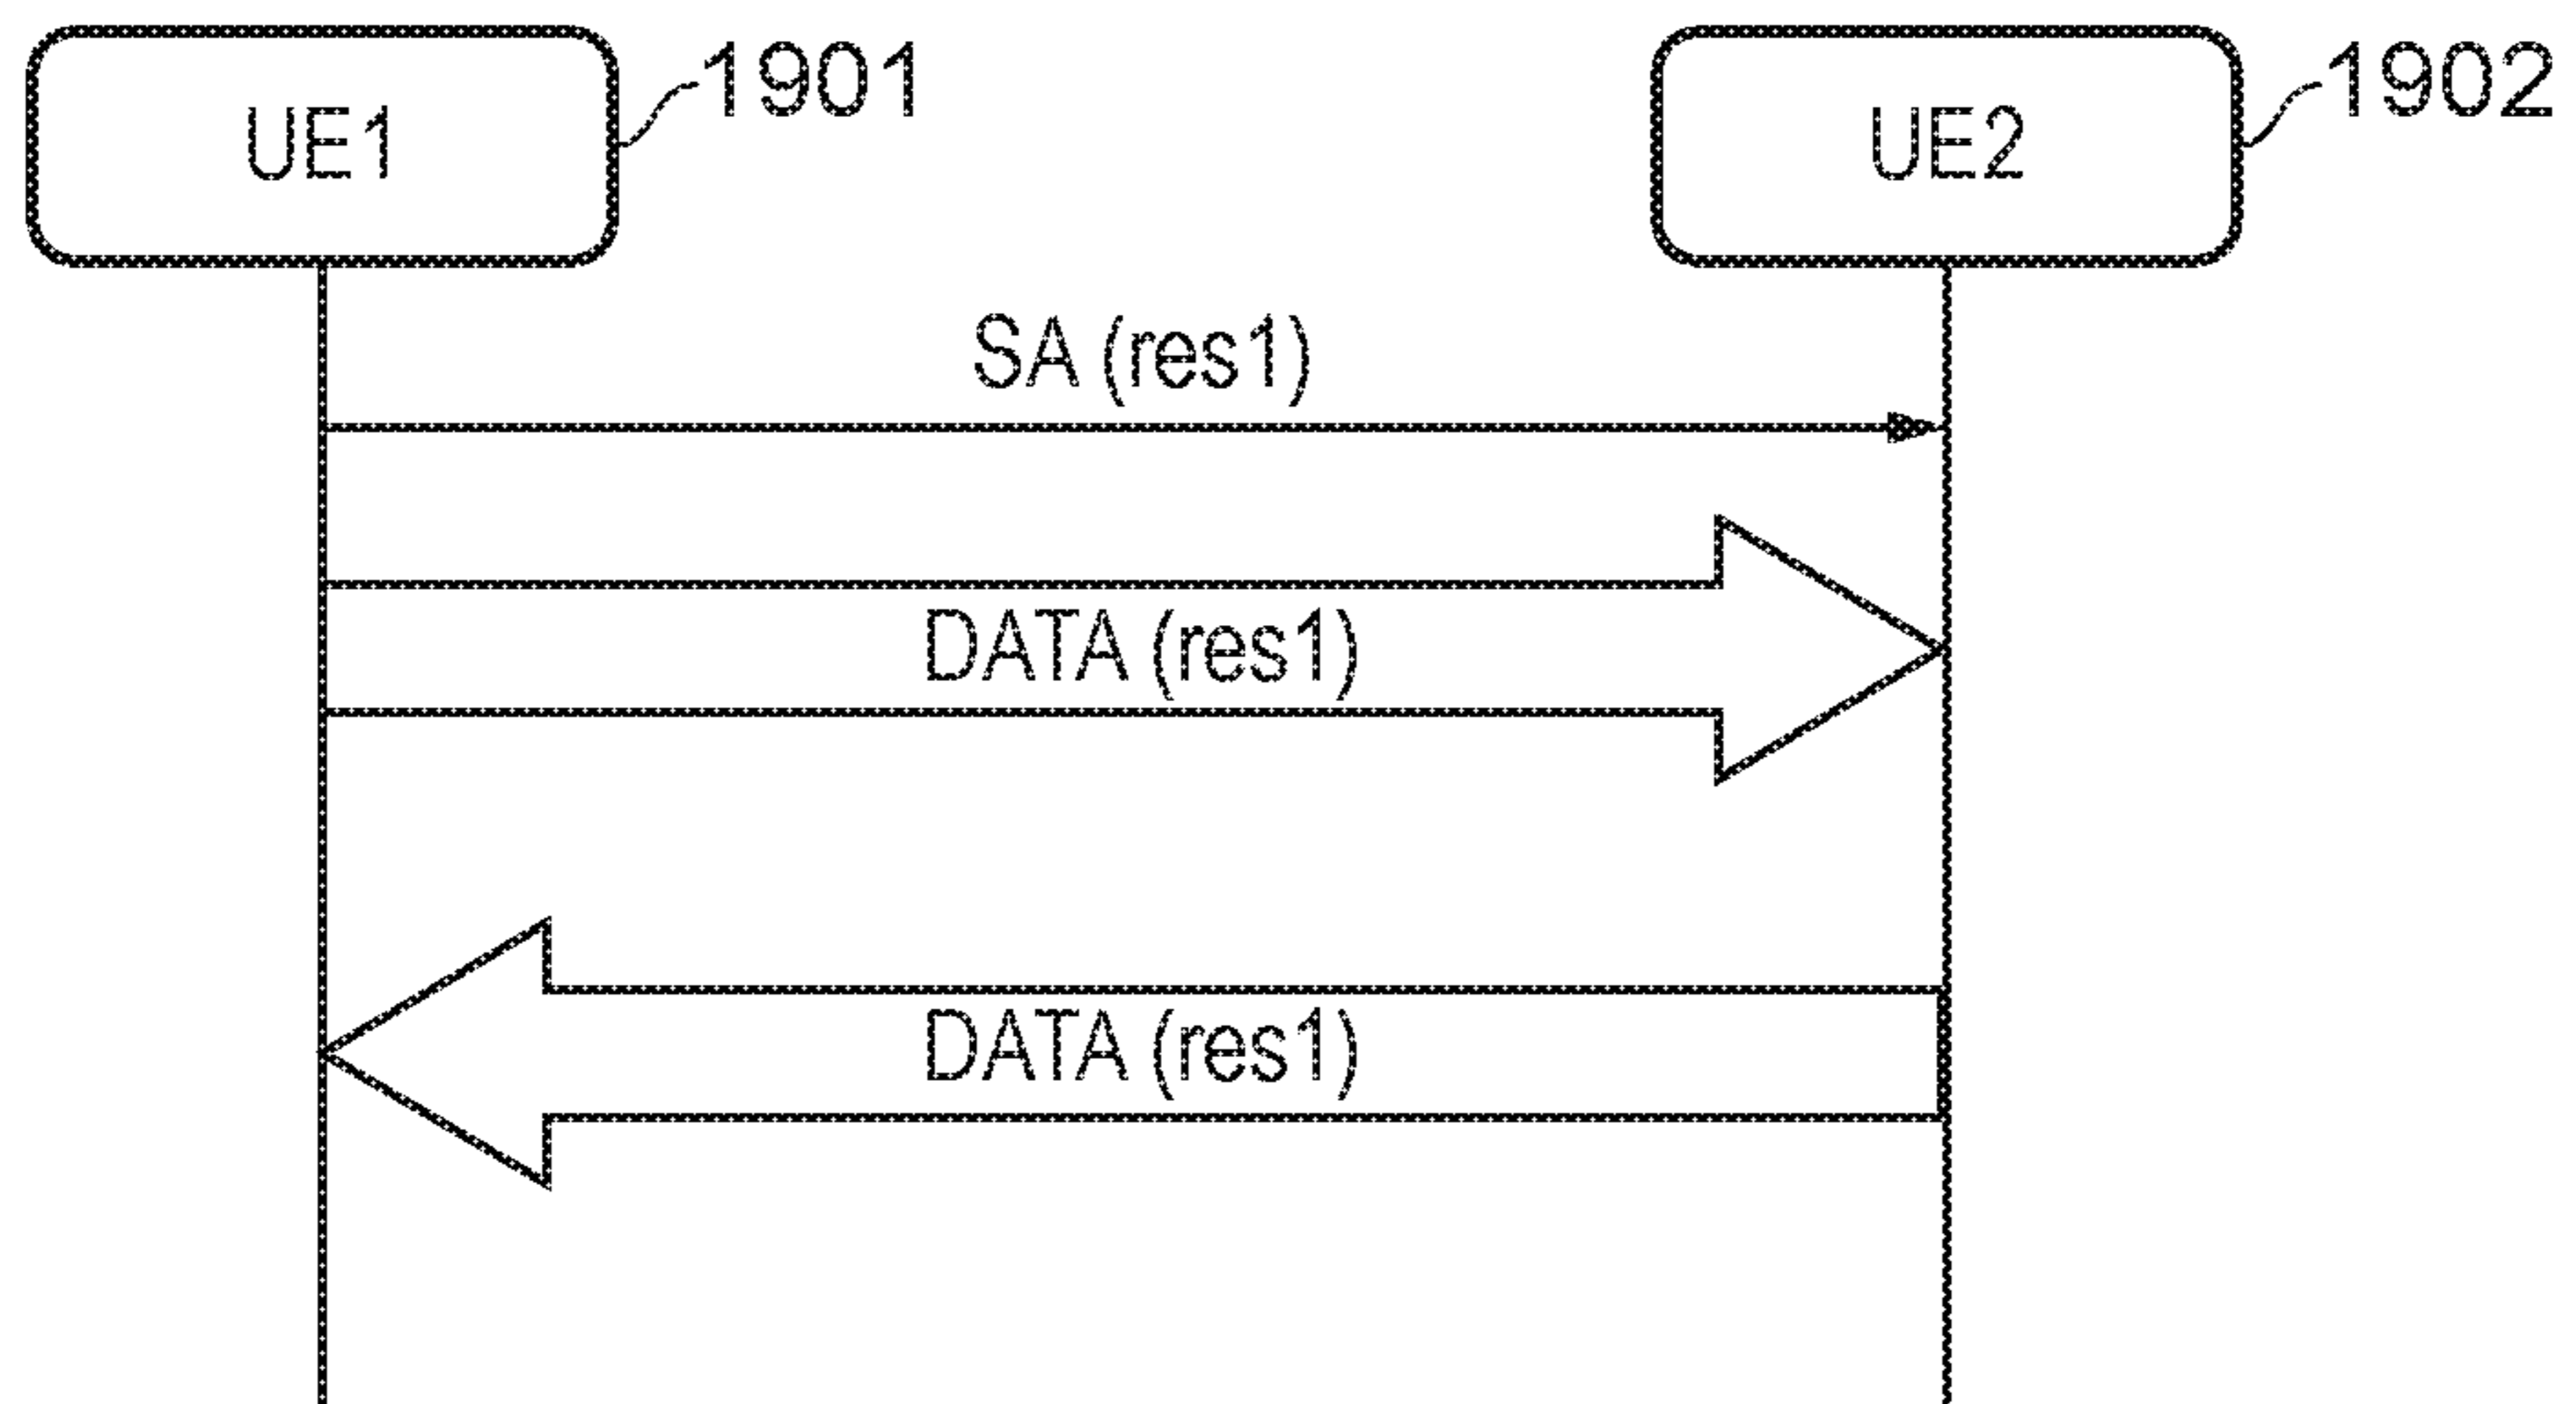 UE1
1901
UE2
1902
SA (res1)
DATA (res1)
DATA (res1)